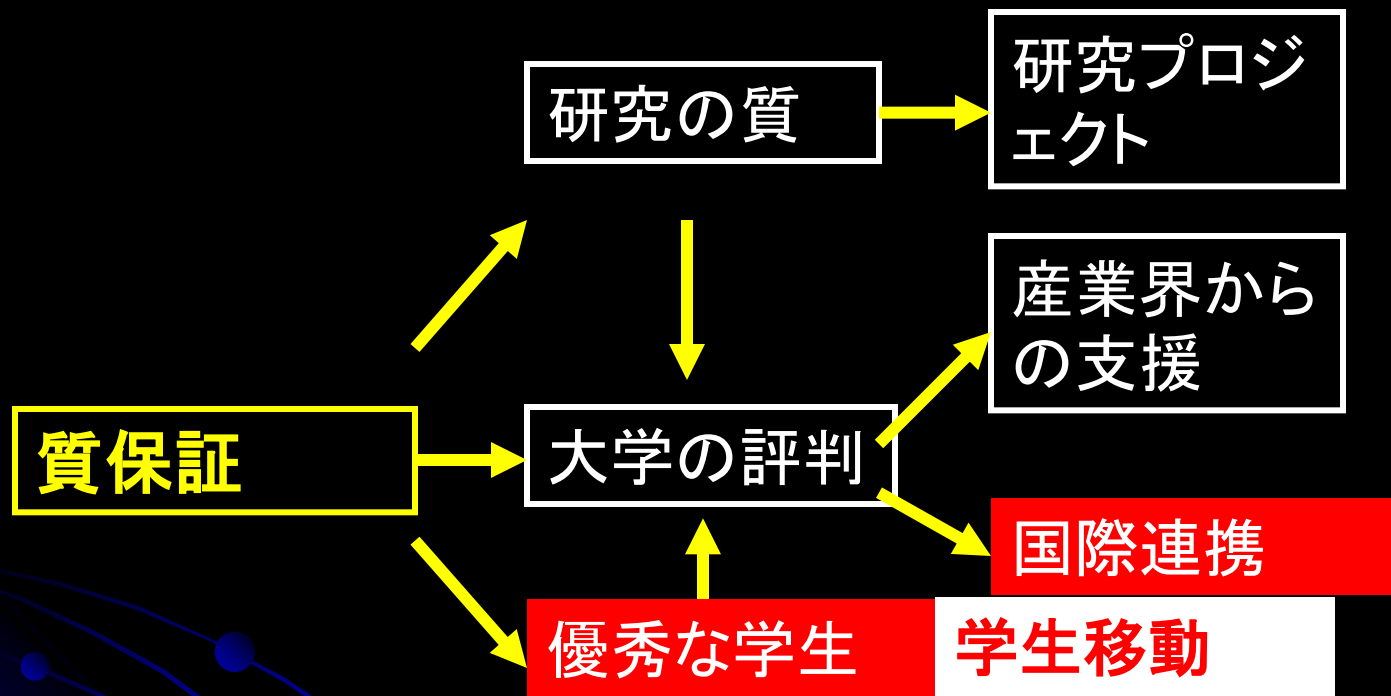 研究の質
研究プロジ
ェクト
産業界から
の支援
質保証
大学の評判
国際連携
優秀な学生
学生移動